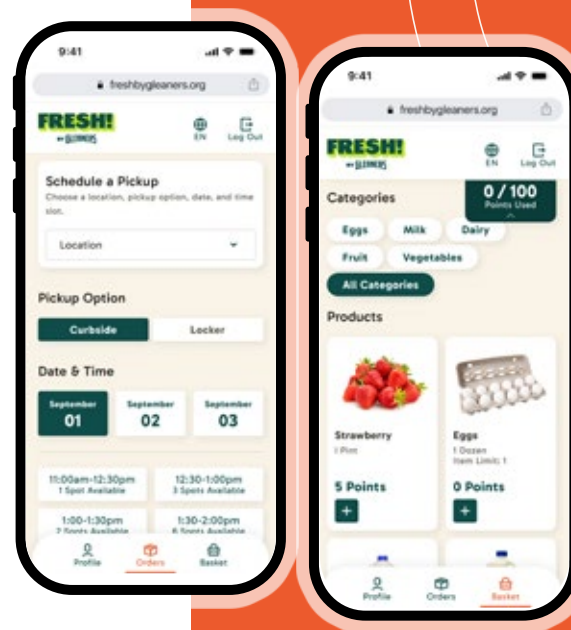 9:41
freshbygleaners.org
FRESH!
BY GLEANERS
EN
Log Out
Schedule a Pickup
Choose a location, pickup option, date, and time
slot.
Location
Pickup Option
Curbside
Locker
Date & Time
September
01
September
02
September
03
11:00am-12:30pm
1 Spot Available
12:30-1:00pm
3 Spots Available
1:00-1:30pm
2 Spots Available
1:30-2:00pm
6 Spots Available
Profile
Orders
Basket
9:41
freshbygleaners.org
FRESH!
BY GLEANERS
EN
Log Out
Categories
0 / 100
Points Used
Eggs
Milk
Dairy
Fruit
Vegetables
All Categories
Products
Strawberry
1 Pint
5 Points
+
Eggs
1 Dozen
Item Limit: 1
0 Points
+
Profile
Orders
Basket